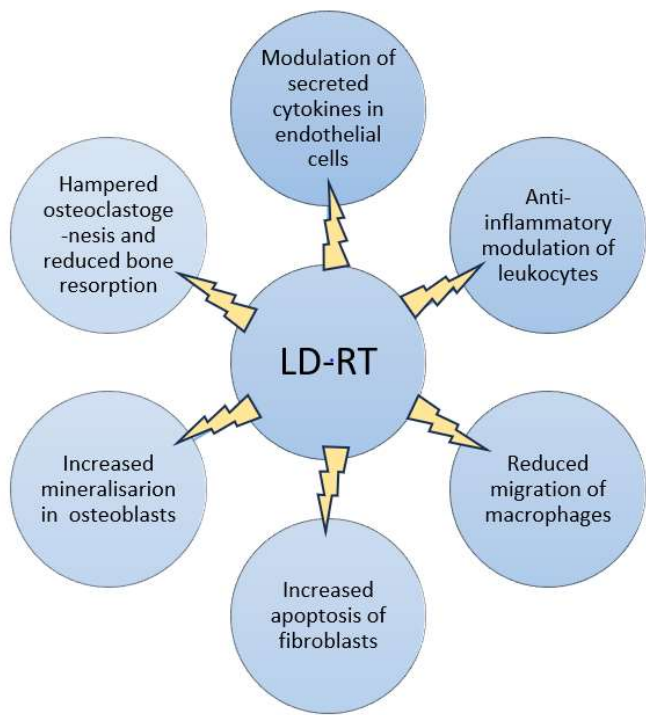 Modulation of
secreted
cytokines in
endothelial
cells
Hampered
osteoclastoge
-nesis and
reduced bone
resorption
Anti-
inflammatory
modulation of
leukocytes
LD-RT
Increased
mineralisarion
in osteoblasts
Reduced
migration of
macrophages
Increased
apoptosis of
fibroblasts